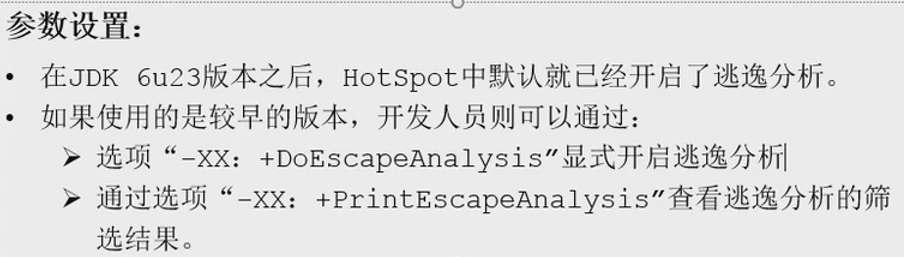 参数设置：
• 在JDK 6u23版本之后，HotSpot中默认就已经开启了逃逸分析。
• 如果使用的是较早的版本，开发人员则可以通过：
➢ 选项“-XX：+DoEscapeAnalysis”显式开启逃逸分析
➢ 通过选项“-XX：+PrintEscapeAnalysis”查看逃逸分析的筛
选结果。